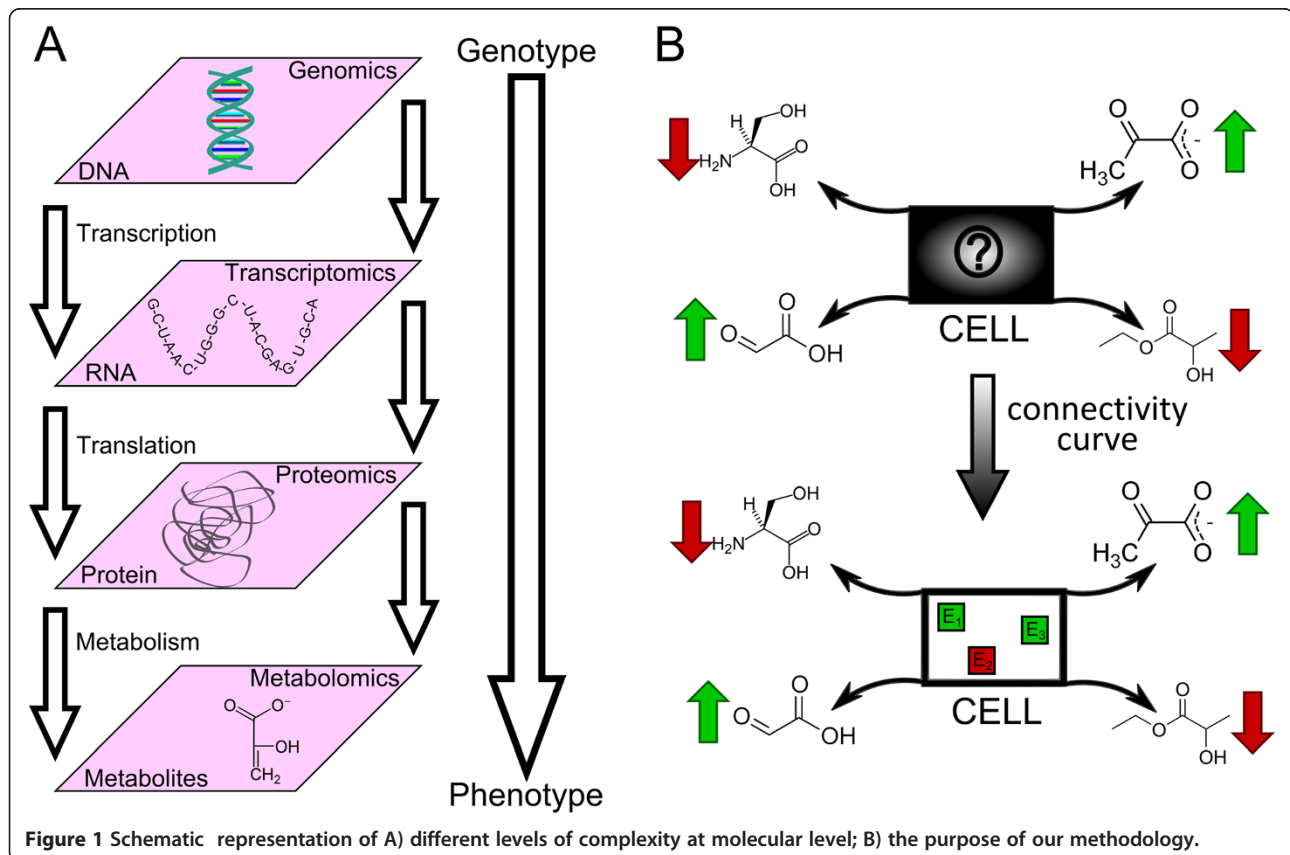 A
Genotype
Genomics
DNA
Transcription
Transcriptomics
G-C-U-A-A-C-U-G-G-G-C-U-A-C-G-A-G-U-G-C-A
RNA
Translation
Proteomics
Protein
Metabolism
Metabolomics
O
O⁻
OH
CH₂
Metabolites
Phenotype
B
OH
H
O
H₂N
OH
O
O
-
H₃C
O
?
CELL
O
O
OH
O
O
OH
connectivity
curve
OH
H
O
H₂N
OH
O
O
-
H₃C
O
E₁
E₃
E₂
CELL
O
O
OH
O
O
OH
Figure 1 Schematic representation of A) different levels of complexity at molecular level; B) the purpose of our methodology.